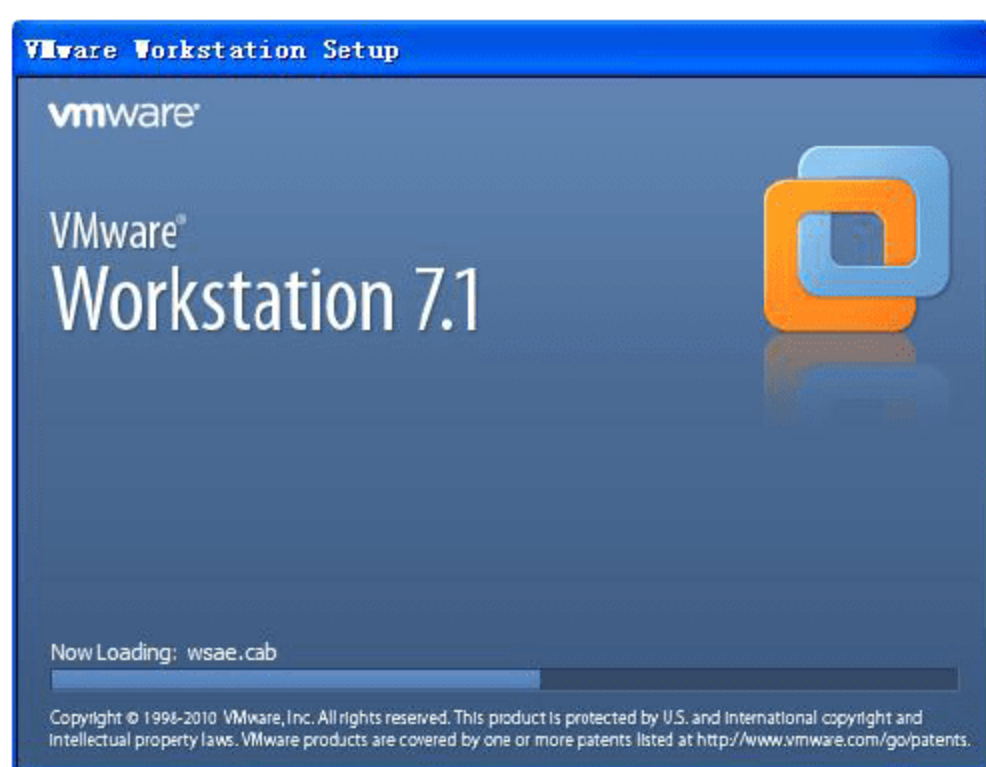 VMware Workstation Setup
vmware®
VMware®
Workstation 7.1
Now Loading: wsae.cab
Copyright © 1998-2010 VMware, Inc. All rights reserved. This product is protected by U.S. and international copyright and
intellectual property laws. VMware products are covered by one or more patents listed at http://www.vmware.com/go/patents.